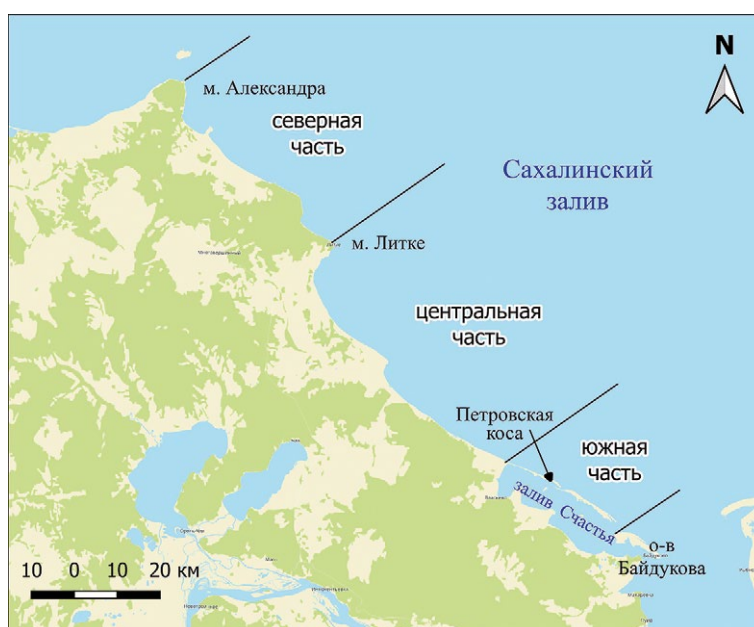 N
м. Александра
северная
часть
Сахалинский
залив
м. Литке
центральная
часть
Петровская
коса
южная
часть
залив Счастья
о-в
Байдукова
10 0 10 20 км